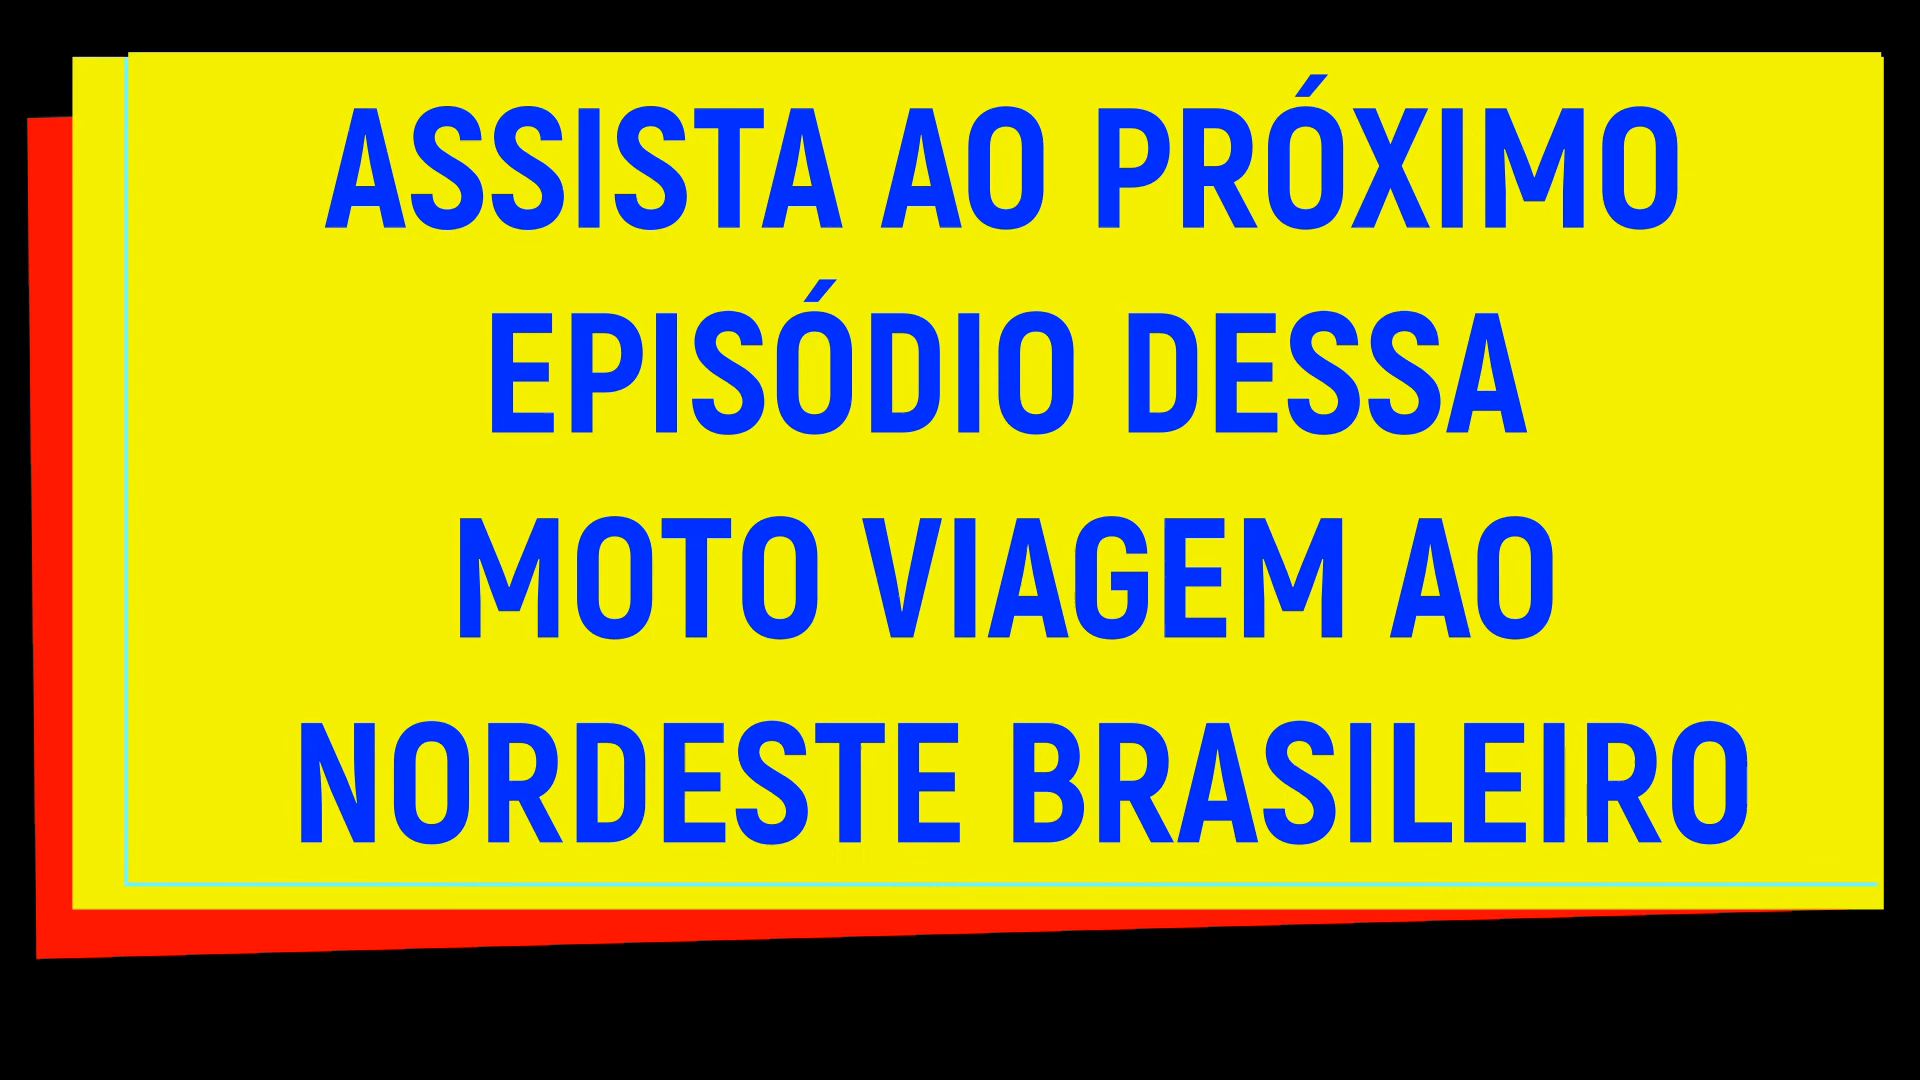 ASSISTA AO PRÓXIMO
EPISÓDIO DESSA
MOTO VIAGEM AO
NORDESTE BRASILEIRO